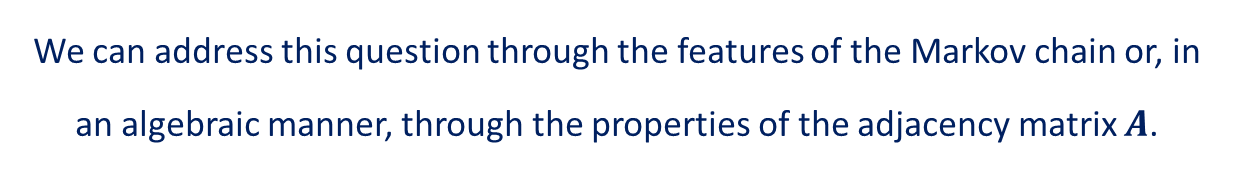 We can address this question through the features of the Markov chain or, in
an algebraic manner, through the properties of the adjacency matrix A.